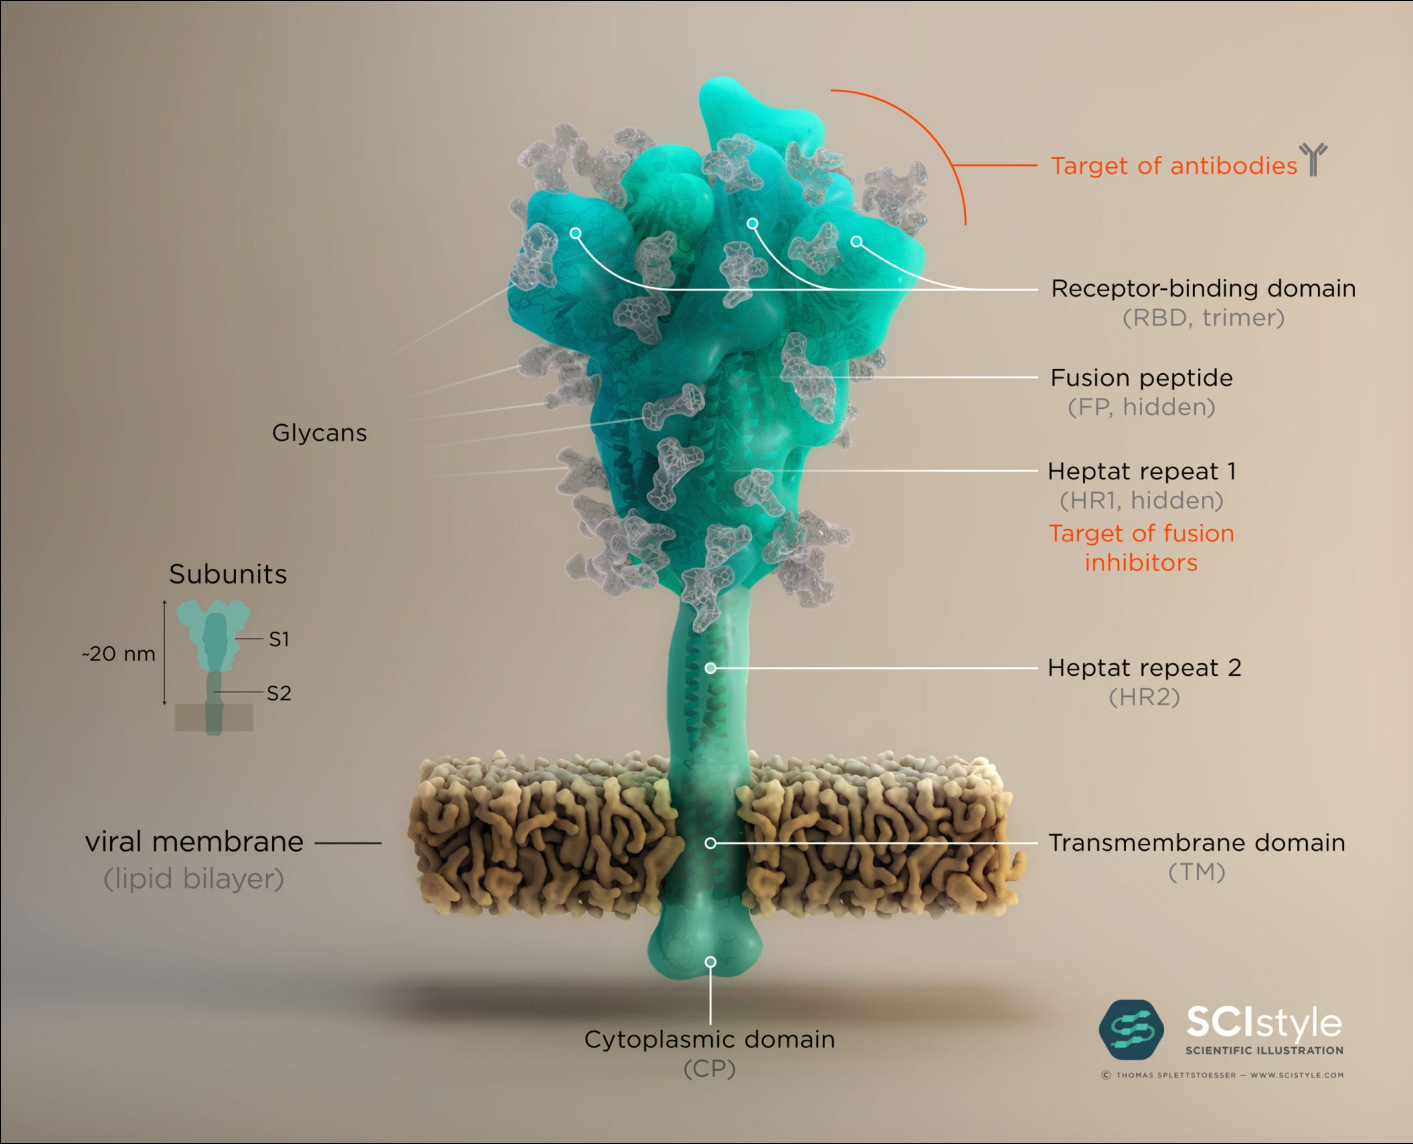 Target of antibodies
Receptor-binding domain
(RBD, trimer)
Fusion peptide
(FP, hidden)
Glycans
Heptat repeat 1
(HR1, hidden)
Target of fusion
inhibitors
Subunits
S1
~20 nm
S2
Heptat repeat 2
(HR2)
viral membrane
(lipid bilayer)
Transmembrane domain
(TM)
Cytoplasmic domain
(CP)
SCIstyle
SCIENTIFIC ILLUSTRATION
© THOMAS SPLETTSTOESSER – WWW.SCISTYLE.COM